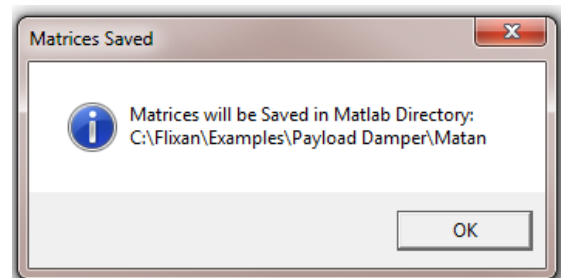 Matrices Saved
Matrices will be Saved in Matlab Directory:
C:\Flixan\Examples\Payload Damper\Matan
OK